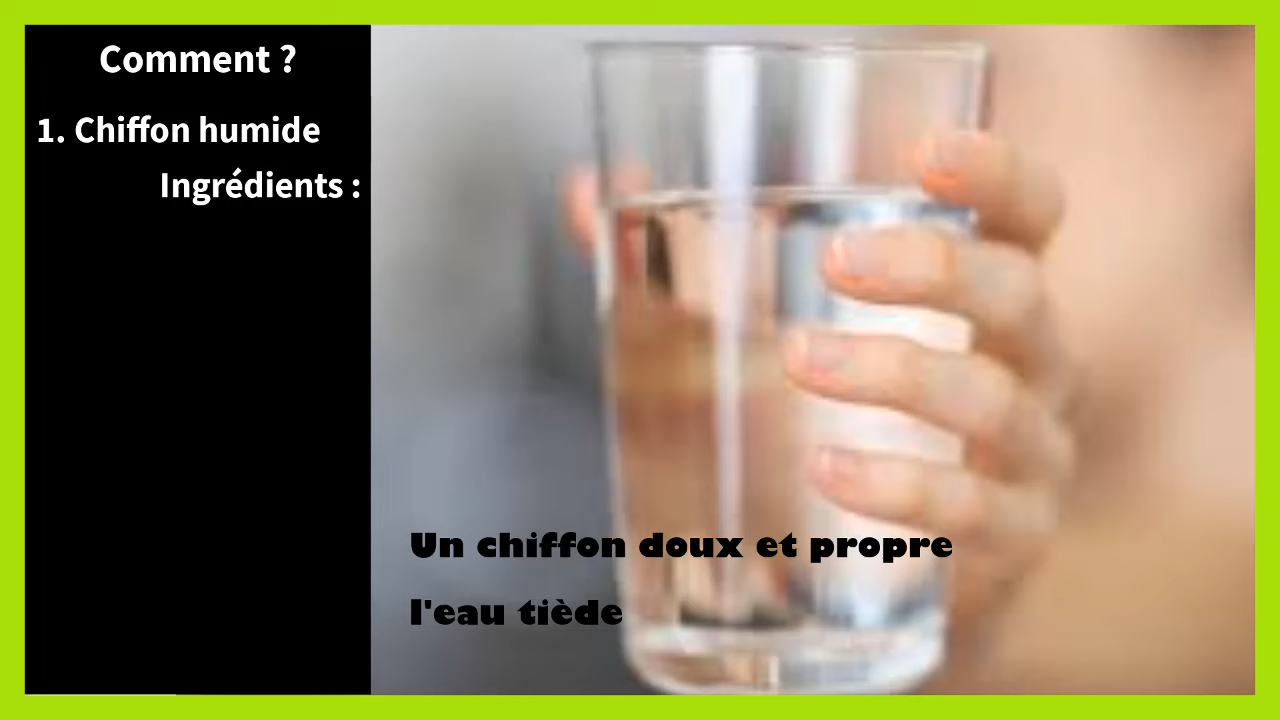 Comment ?
1. Chiffon humide
Ingrédients :
Un chiffon doux et propre
l'eau tiède